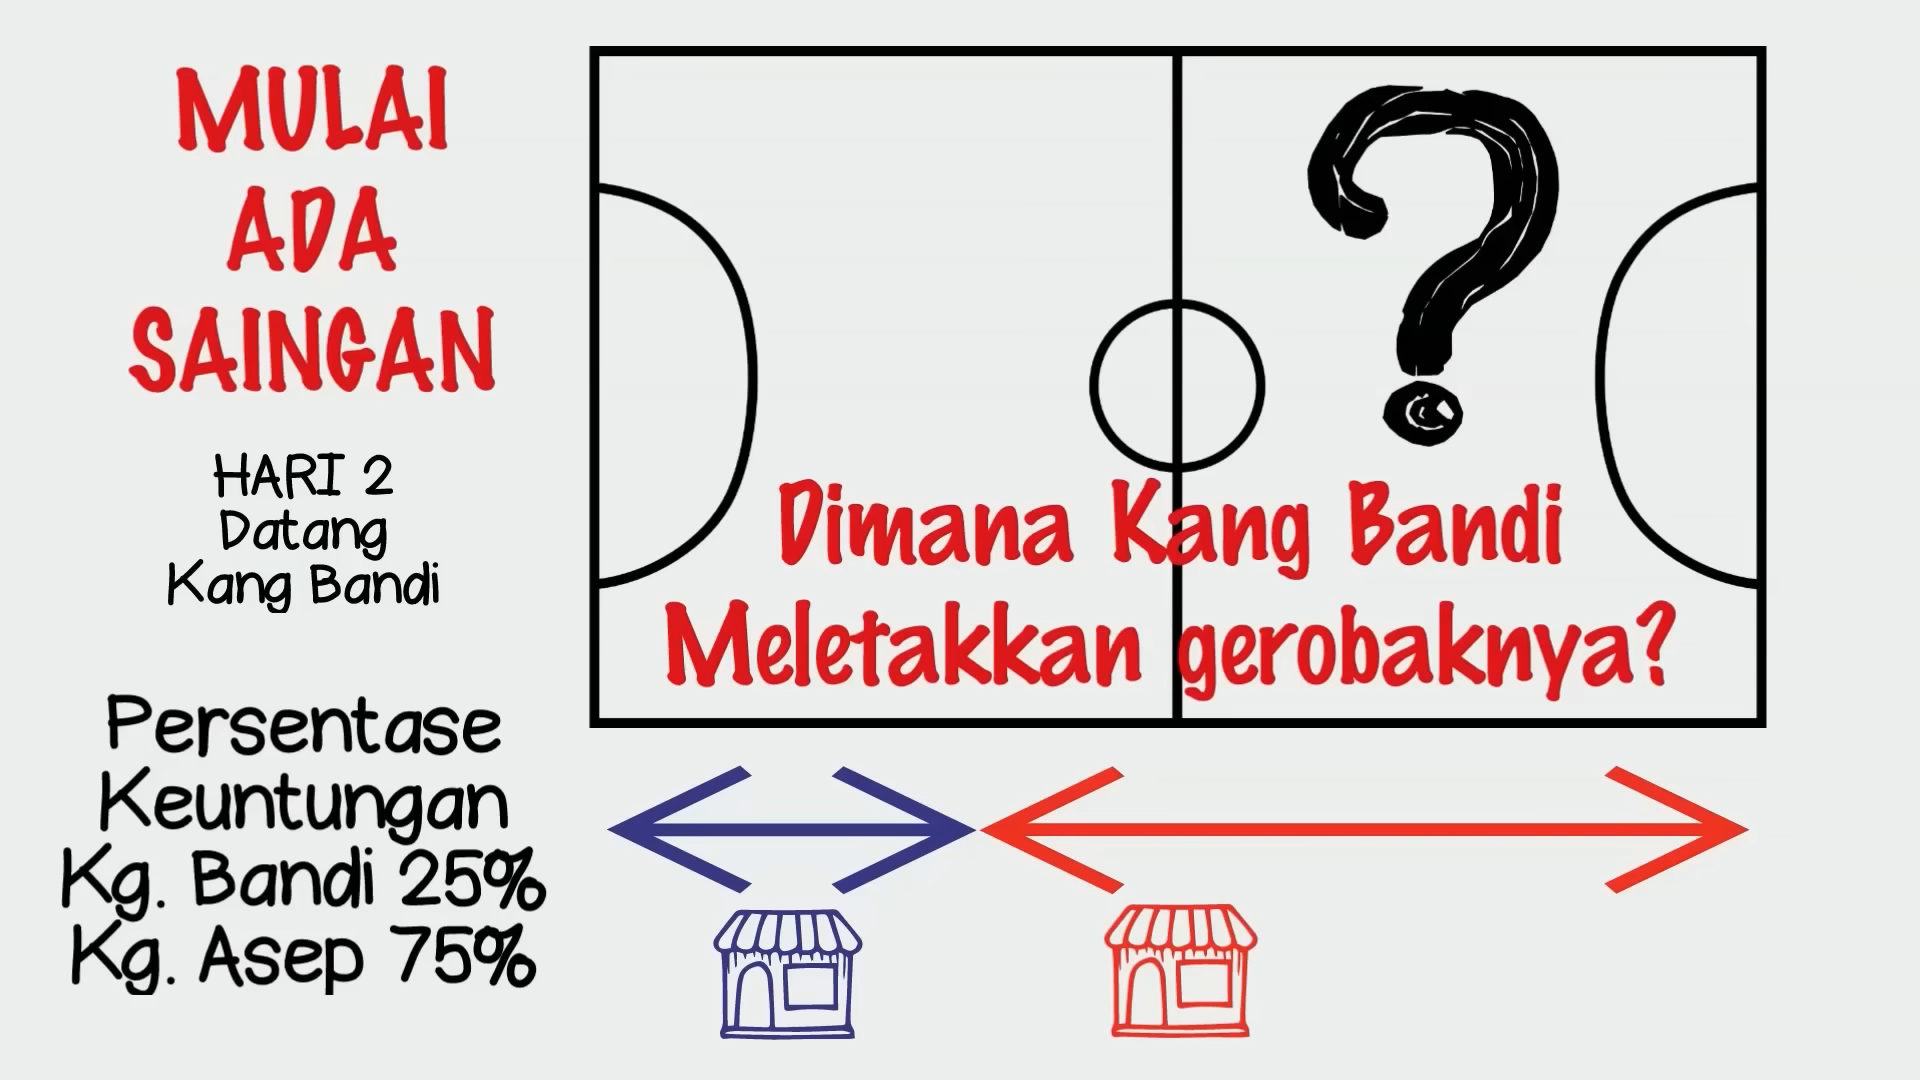 MULAI
ADA
SAINGAN
HARI 2
Datang
Kang Bandi
Persentase
Keuntungan
Kg. Bandi 25%
Kg. Asep 75%
Dimana Kang Bandi
Meletakkan gerobaknya?